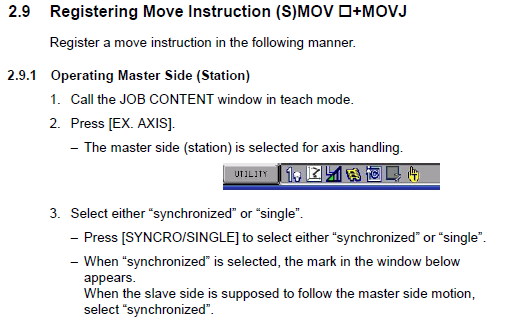 2.9 Registering Move Instruction (S)MOV □+MOVJ
Register a move instruction in the following manner.
2.9.1 Operating Master Side (Station)
1. Call the JOB CONTENT window in teach mode.
2. Press [EX. AXIS].
– The master side (station) is selected for axis handling.
UTILITY
3. Select either “synchronized” or “single”.
– Press [SYNCRO/SINGLE] to select either “synchronized” or “single”.
– When “synchronized” is selected, the mark in the window below
appears.
When the slave side is supposed to follow the master side motion,
select “synchronized”.